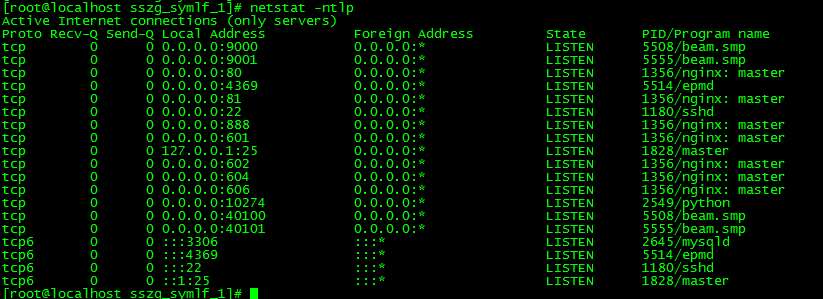 [root@localhost sszg_symlf_1]# netstat -ntlp
Active Internet connections (only servers)
Proto Recv-Q Send-Q Local Address           Foreign Address         State       PID/Program name
tcp        0      0 0.0.0.0:9000            0.0.0.0:*               LISTEN      5508/beam.smp
tcp        0      0 0.0.0.0:9001            0.0.0.0:*               LISTEN      5555/beam.smp
tcp        0      0 0.0.0.0:80              0.0.0.0:*               LISTEN      1356/nginx: master
tcp        0      0 0.0.0.0:4369            0.0.0.0:*               LISTEN      5514/epmd
tcp        0      0 0.0.0.0:81              0.0.0.0:*               LISTEN      1356/nginx: master
tcp        0      0 0.0.0.0:22              0.0.0.0:*               LISTEN      1180/sshd
tcp        0      0 0.0.0.0:888             0.0.0.0:*               LISTEN      1356/nginx: master
tcp        0      0 0.0.0.0:601             0.0.0.0:*               LISTEN      1356/nginx: master
tcp        0      0 127.0.0.1:25            0.0.0.0:*               LISTEN      1828/master
tcp        0      0 0.0.0.0:602             0.0.0.0:*               LISTEN      1356/nginx: master
tcp        0      0 0.0.0.0:604             0.0.0.0:*               LISTEN      1356/nginx: master
tcp        0      0 0.0.0.0:606             0.0.0.0:*               LISTEN      1356/nginx: master
tcp        0      0 0.0.0.0:10274           0.0.0.0:*               LISTEN      2549/python
tcp        0      0 0.0.0.0:40100           0.0.0.0:*               LISTEN      5508/beam.smp
tcp        0      0 0.0.0.0:40101           0.0.0.0:*               LISTEN      5555/beam.smp
tcp6       0      0 :::3306                 :::*                    LISTEN      2645/mysqld
tcp6       0      0 :::4369                 :::*                    LISTEN      5514/epmd
tcp6       0      0 :::22                   :::*                    LISTEN      1180/sshd
tcp6       0      0 ::1:25                  :::*                    LISTEN      1828/master
[root@localhost sszg_symlf_1]#